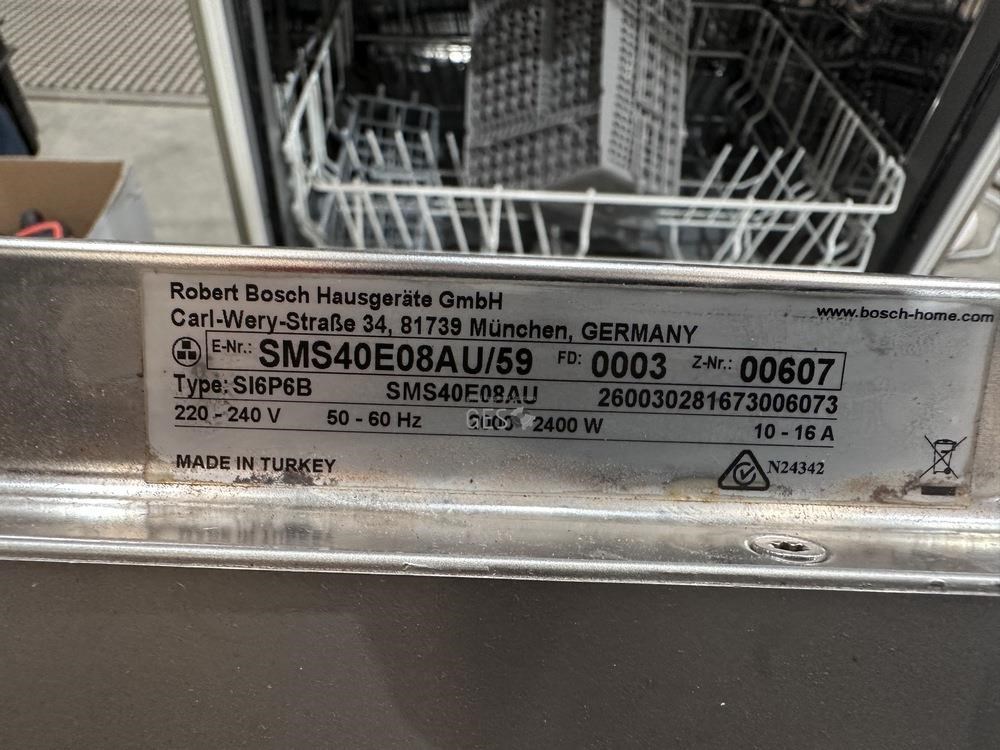 Robert Bosch Hausgeräte GmbH
www.bosch-home.com
Carl-Wery-Straße 34, 81739 München, GERMANY
E-Nr.: SMS40E08AU/59 FD: 0003 Z-Nr.: 00607
Type: SI6P6B SMS40E08AU 260030281673006073
220 - 240 V 50 - 60 Hz 2000 - 2400 W 10 - 16 A
MADE IN TURKEY
N24342